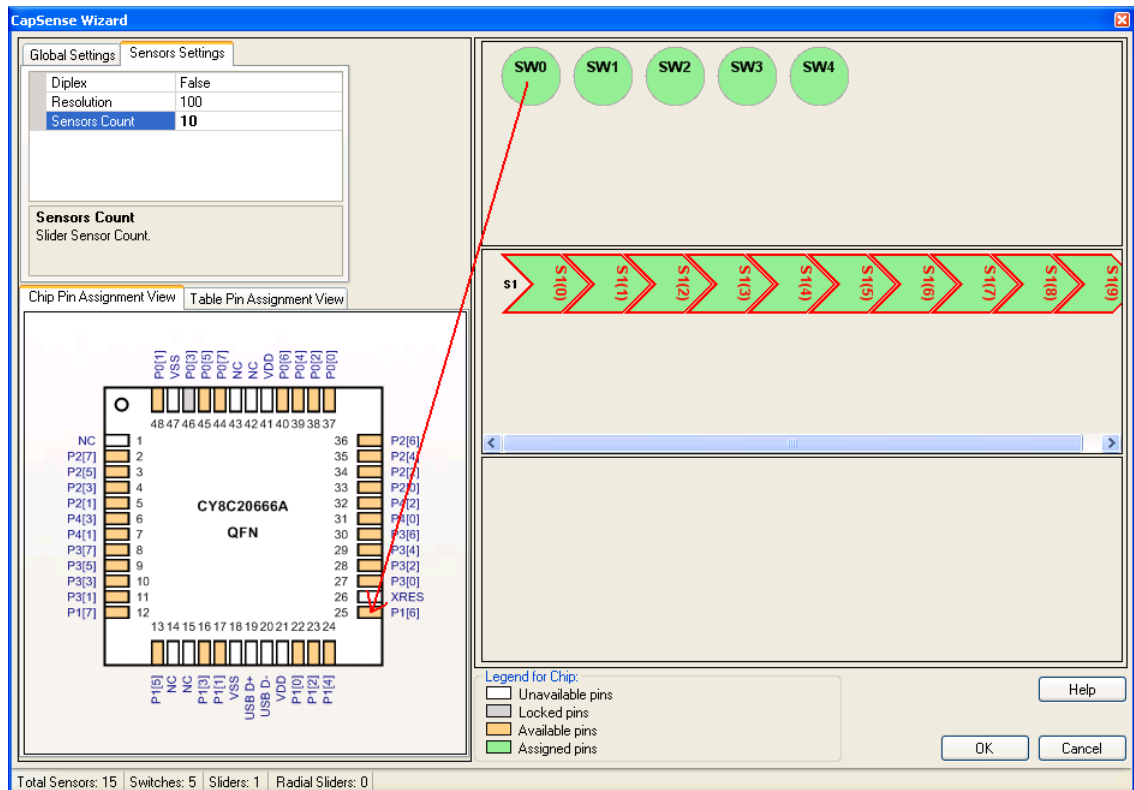 CapSense Wizard
Global Settings Sensors Settings
Diplex False
Resolution 100
Sensors Count 10
Sensors Count
Slider Sensor Count.
Chip Pin Assignment View Table Pin Assignment View
P0[1] VSS P0[3] P0[5] P0[7] NC NC VDD P0[6] P0[4] P0[2] P0[0]
48 47 46 45 44 43 42 41 40 39 38 37
NC 1 36 P2[6]
P2[7] 2 35 P2[4]
P2[5] 3 34 P2[2]
P2[3] 4 33 P2[0]
P2[1] 5 CY8C20666A 32 P4[2]
P4[3] 6 31 P4[0]
P4[1] 7 QFN 30 P3[6]
P3[7] 8 29 P3[4]
P3[5] 9 28 P3[2]
P3[3] 10 27 P3[0]
P3[1] 11 26 XRES
P1[7] 12 25 P1[6]
13 14 15 16 17 18 19 20 21 22 23 24
P1[5] NC NC P1[3] P1[1] VSS USB D+ USB D- VDD P1[0] P1[2] P1[4]
SW0 SW1 SW2 SW3 SW4
S1 S1(0) S1(1) S1(2) S1(3) S1(4) S1(5) S1(6) S1(7) S1(8) S1(9)
Legend for Chip:
Unavailable pins
Locked pins
Available pins
Assigned pins
Help
OK Cancel
Total Sensors: 15 Switches: 5 Sliders: 1 Radial Sliders: 0